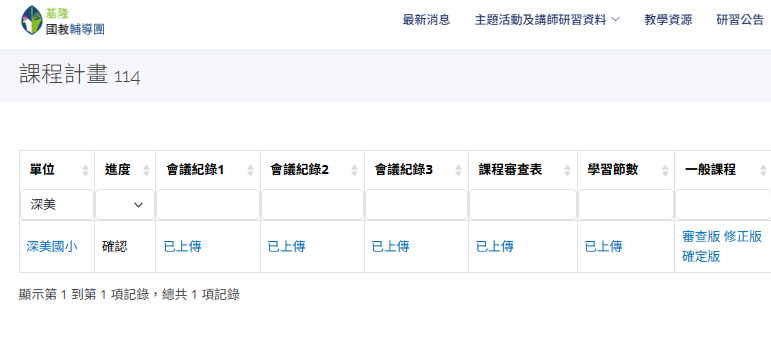 基隆
國教輔導團
最新消息 主題活動及講師研習資料 教學資源 研習公告
課程計畫 114
單位 進度 會議紀錄1 會議紀錄2 會議紀錄3 課程審查表 學習節數 一般課程
深美
深美國小 確認 已上傳 已上傳 已上傳 已上傳 已上傳 審查版 修正版
確定版
顯示第 1 到第 1 項記錄，總共 1 項記錄